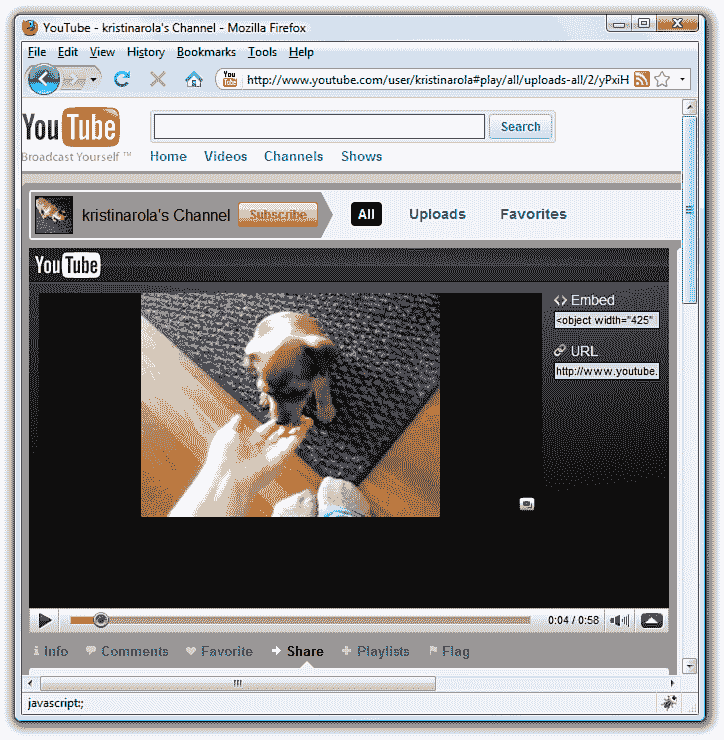 YouTube - kristinarola's Channel - Mozilla Firefox
File Edit View History Bookmarks Tools Help
You Tube http://www.youtube.com/user/kristinarola#play/all/uploads-all/2/yPxiH
YouTube
Search
Broadcast Yourself ™
Home Videos Channels Shows
kristinarola's Channel Subscribe All Uploads Favorites
YouTube
Embed
<object width="425"
URL
http://www.youtube.
0:04 / 0:58
Info Comments Favorite Share Playlists Flag
javascript:;